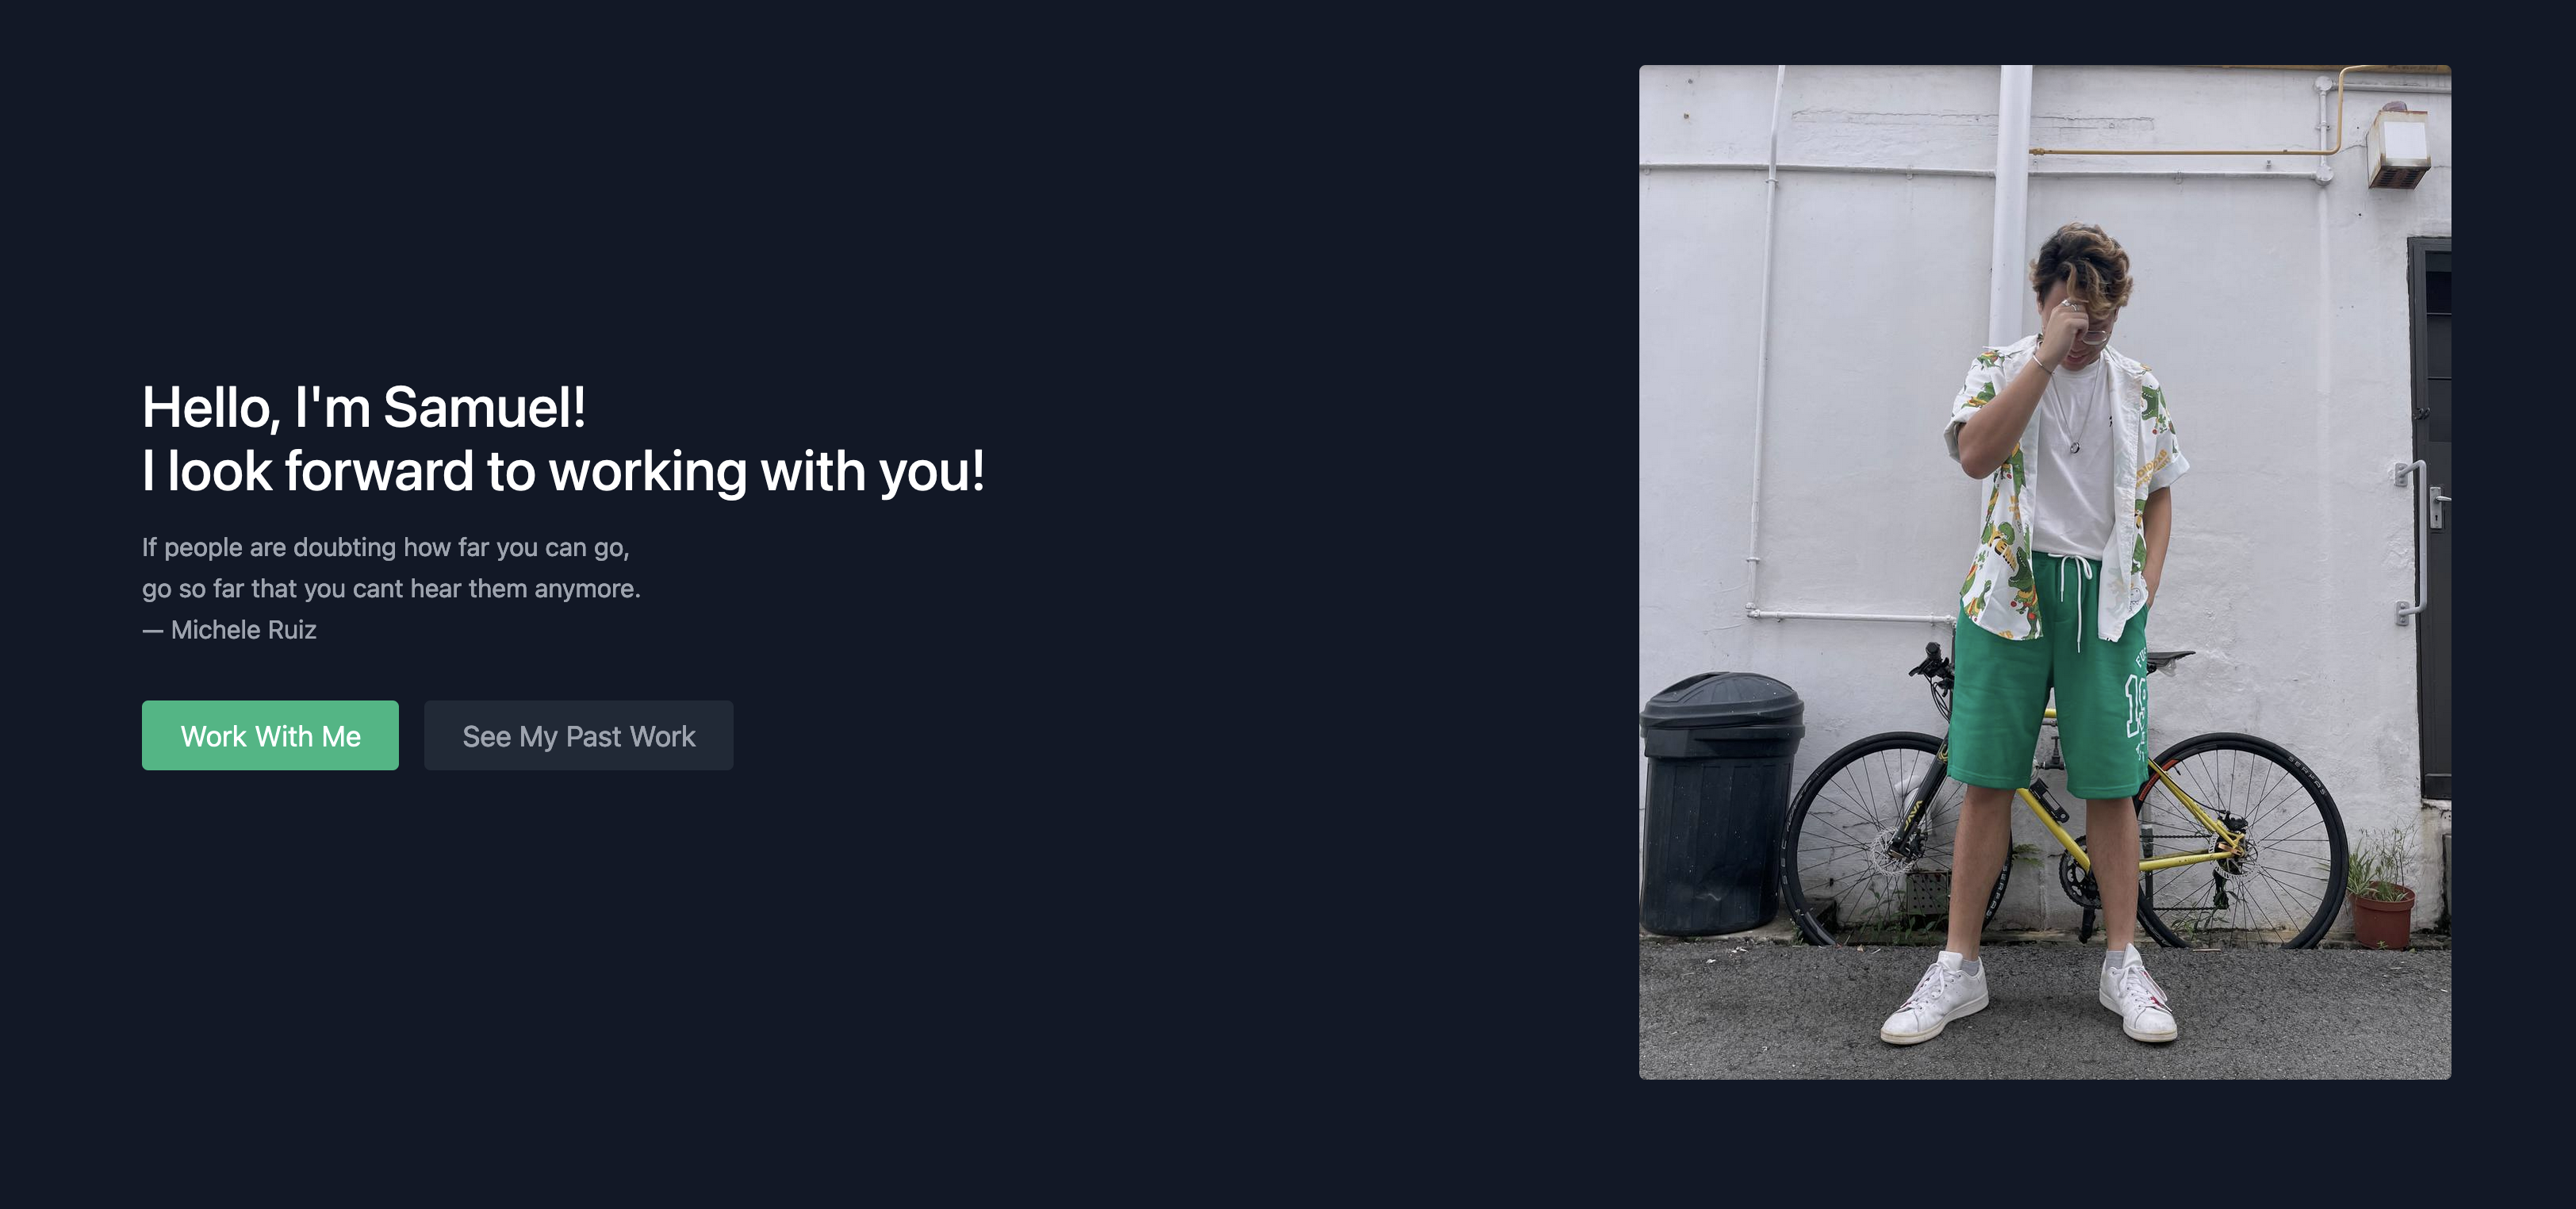 Hello, I'm Samuel!
I look forward to working with you!
If people are doubting how far you can go,
go so far that you cant hear them anymore.
— Michele Ruiz
Work With Me
See My Past Work